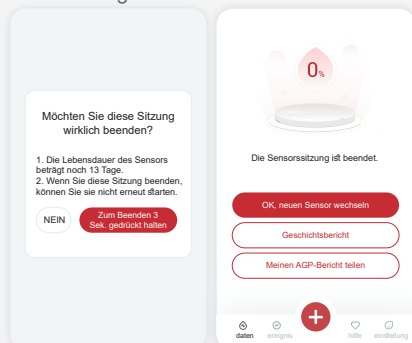 Möchten Sie diese Sitzung
wirklich beenden?
1. Die Lebensdauer des Sensors
beträgt noch 13 Tage.
2. Wenn Sie diese Sitzung beenden,
können Sie sie nicht erneut starten.
NEIN
Zum Beenden 3
Sek. gedrückt halten
0%
Die Sensorssitzung ist beendet.
OK, neuen Sensor wechseln
Geschichtsbericht
Meinen AGP-Bericht teilen
+
daten
ereignis
hilfe
einstellung